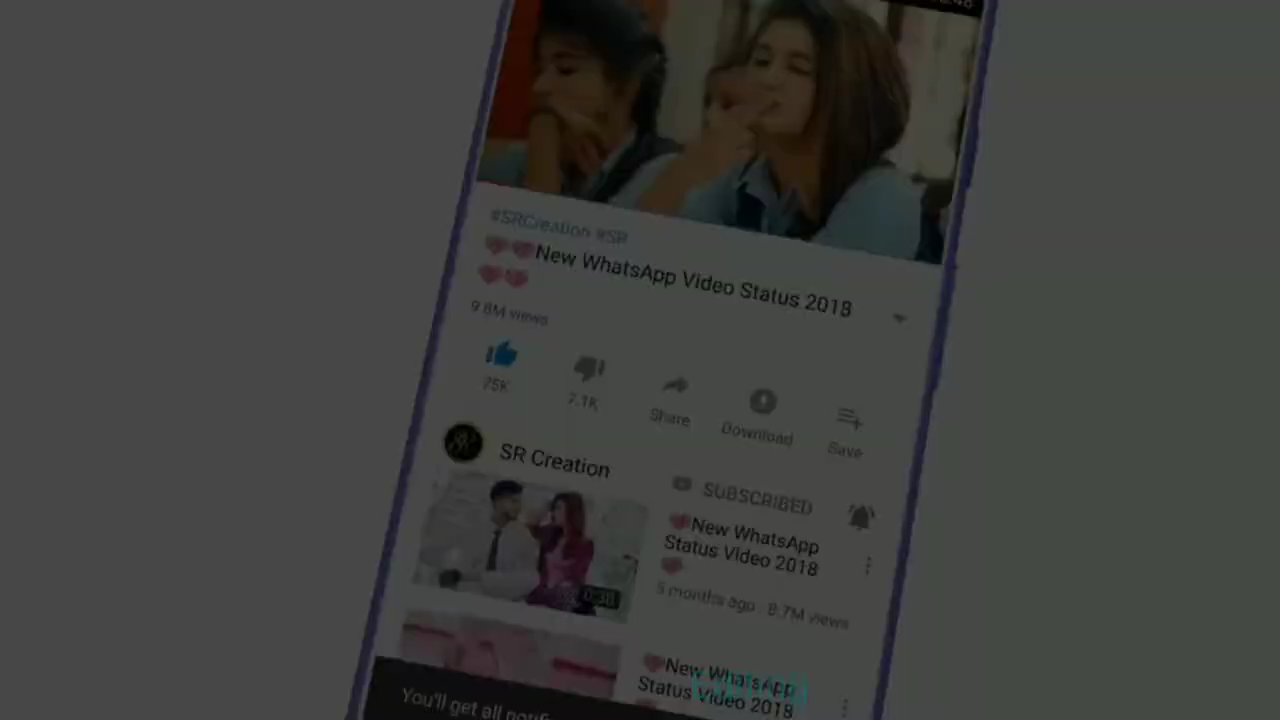 #SRCreation #SR
New WhatsApp Video Status 2018
9.8M views
75K
7.1K
Share
Download
Save
SR Creation
SUBSCRIBED
New WhatsApp
Status Video 2018
5 months ago · 8.7M views
0:38
New WhatsApp
Status Video 2018
You'll get all